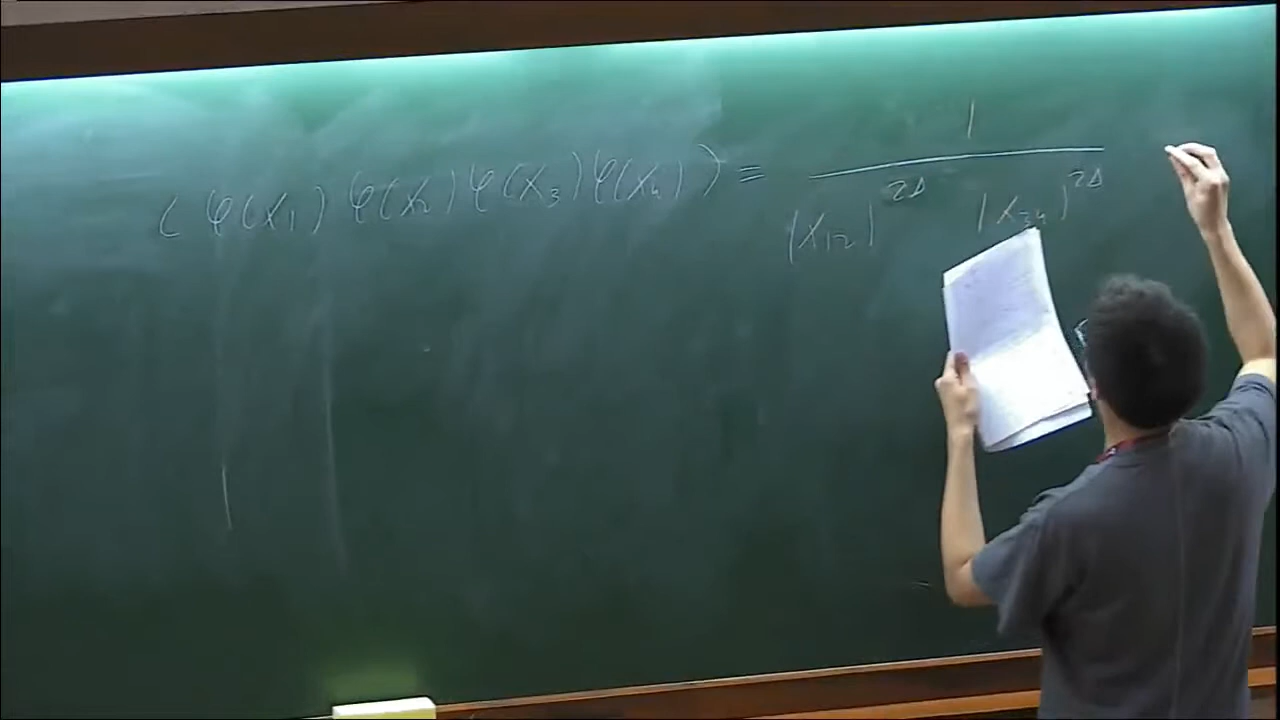 ⟨φ(x₁) φ(x₂) φ(x₃) φ(x₄)⟩ = 1 / |x₁₂|^{2Δ} |x₃₄|^{2Δ}